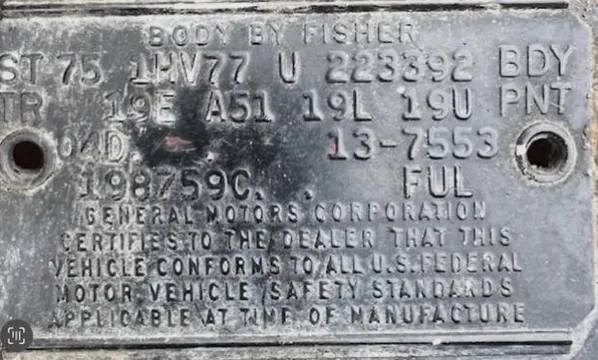 BODY BY FISHER
ST 75 1HV77 U 223392 BDY
TR 19E A51 19L 19U PNT
04D. 13-7553
198759C. FUL
GENERAL MOTORS CORPORATION
CERTIFIES TO THE DEALER THAT THIS
VEHICLE CONFORMS TO ALL U.S. FEDERAL
MOTOR VEHICLE SAFETY STANDARDS
APPLICABLE AT TIME OF MANUFACTURE